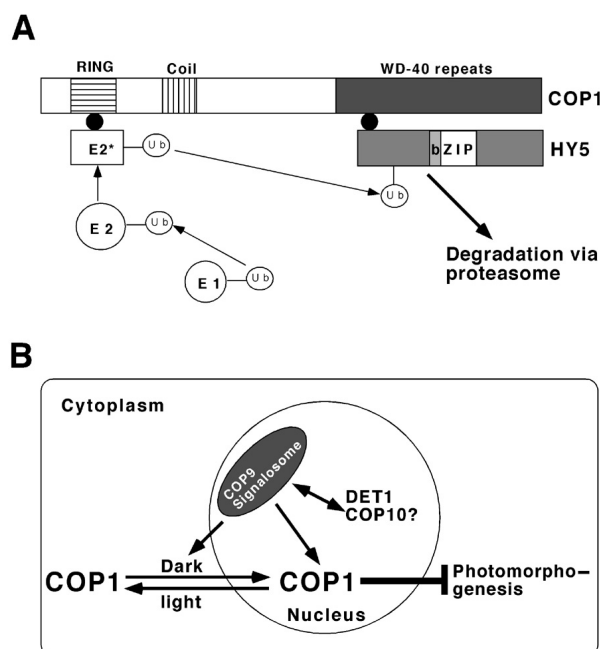 A
RING Coil WD-40 repeats
COP1
E2* Ub
b ZIP HY5
Ub
E 2 Ub
E 1 Ub
Degradation via
proteasome
B
Cytoplasm
COP9
Signalosome
DET1
COP10?
COP1 Dark COP1 Photomorpho-
light genesis
Nucleus